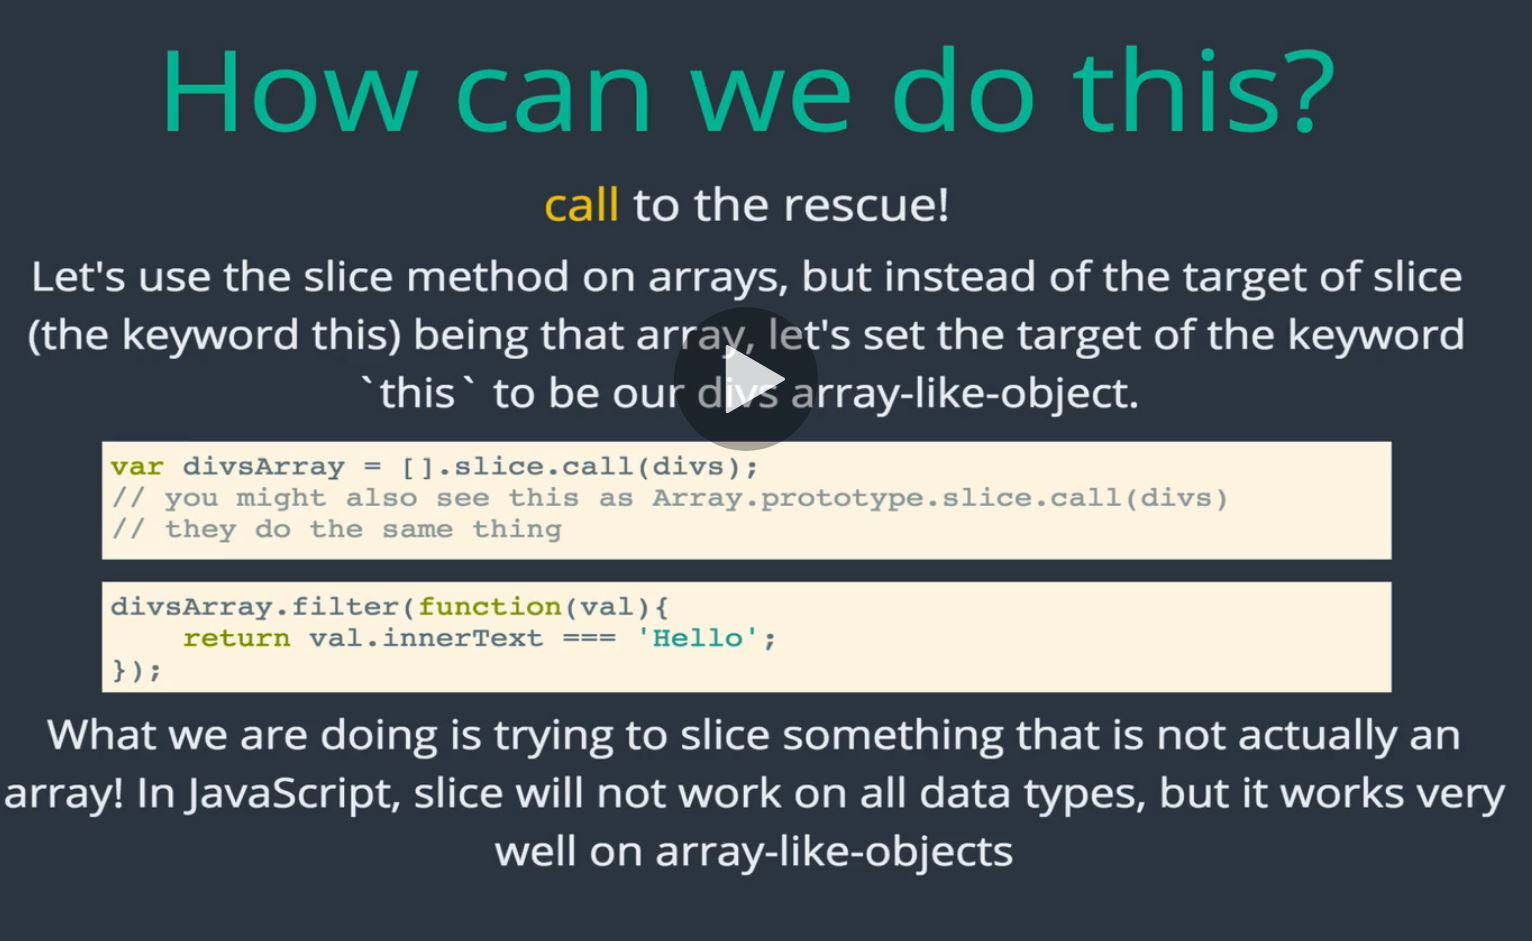 How can we do this?
call to the rescue!
Let's use the slice method on arrays, but instead of the target of slice
(the keyword this) being that array, let's set the target of the keyword
`this` to be our divs array-like-object.
var divsArray = [].slice.call(divs);
// you might also see this as Array.prototype.slice.call(divs)
// they do the same thing
divsArray.filter(function(val){
    return val.innerText === 'Hello';
});
What we are doing is trying to slice something that is not actually an
array! In JavaScript, slice will not work on all data types, but it works very
well on array-like-objects